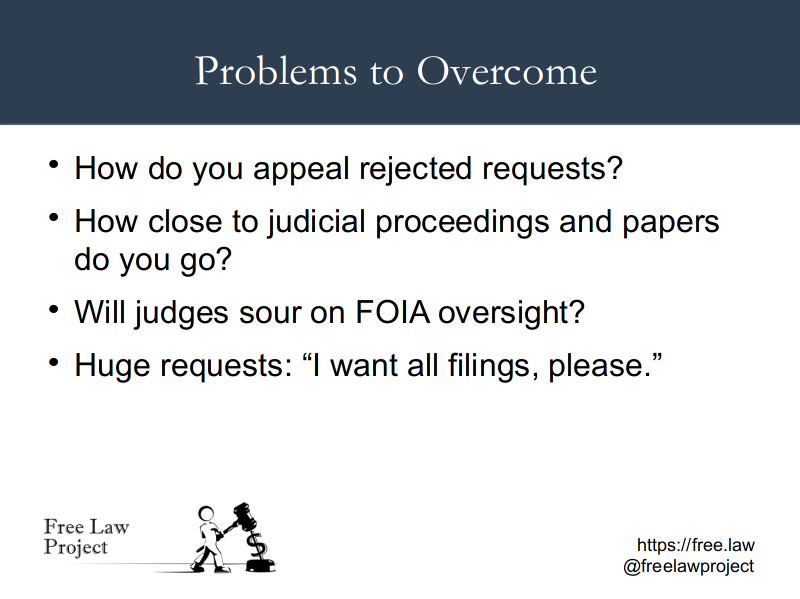 Problems to Overcome
• How do you appeal rejected requests?
• How close to judicial proceedings and papers
do you go?
• Will judges sour on FOIA oversight?
• Huge requests: “I want all filings, please.”
Free Law
Project
$
https://free.law
@freelawproject